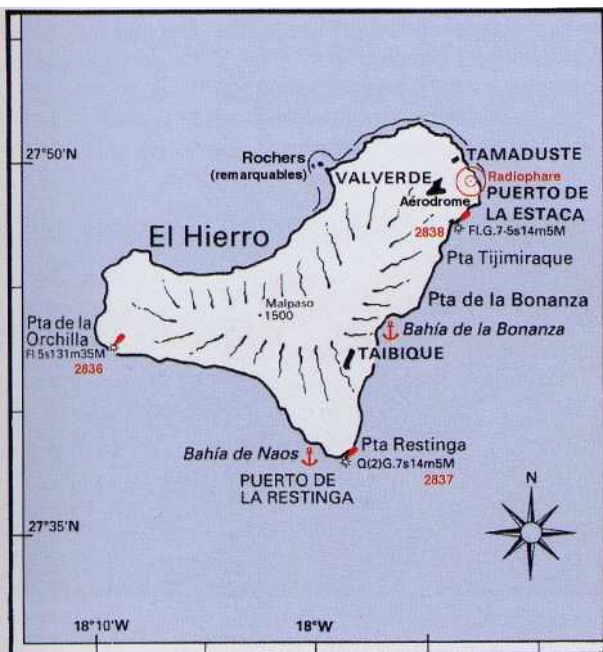 27°50'N
Rochers
(remarquables)
TAMADUSTE
VALVERDE
Radiophare
Aérodrome
PUERTO DE
LA ESTACA
2838
Fl.G.7·5s14m5M
El Hierro
Pta Tijimiraque
Malpaso
1500
Pta de la Bonanza
Pta de la
Orchilla
Fl.5s131m35M
2836
Bahía de la Bonanza
TAIBIQUE
Bahía de Naos
Pta Restinga
Q(2)G.7s14m5M
2837
PUERTO DE
LA RESTINGA
N
27°35'N
18°10'W
18°W